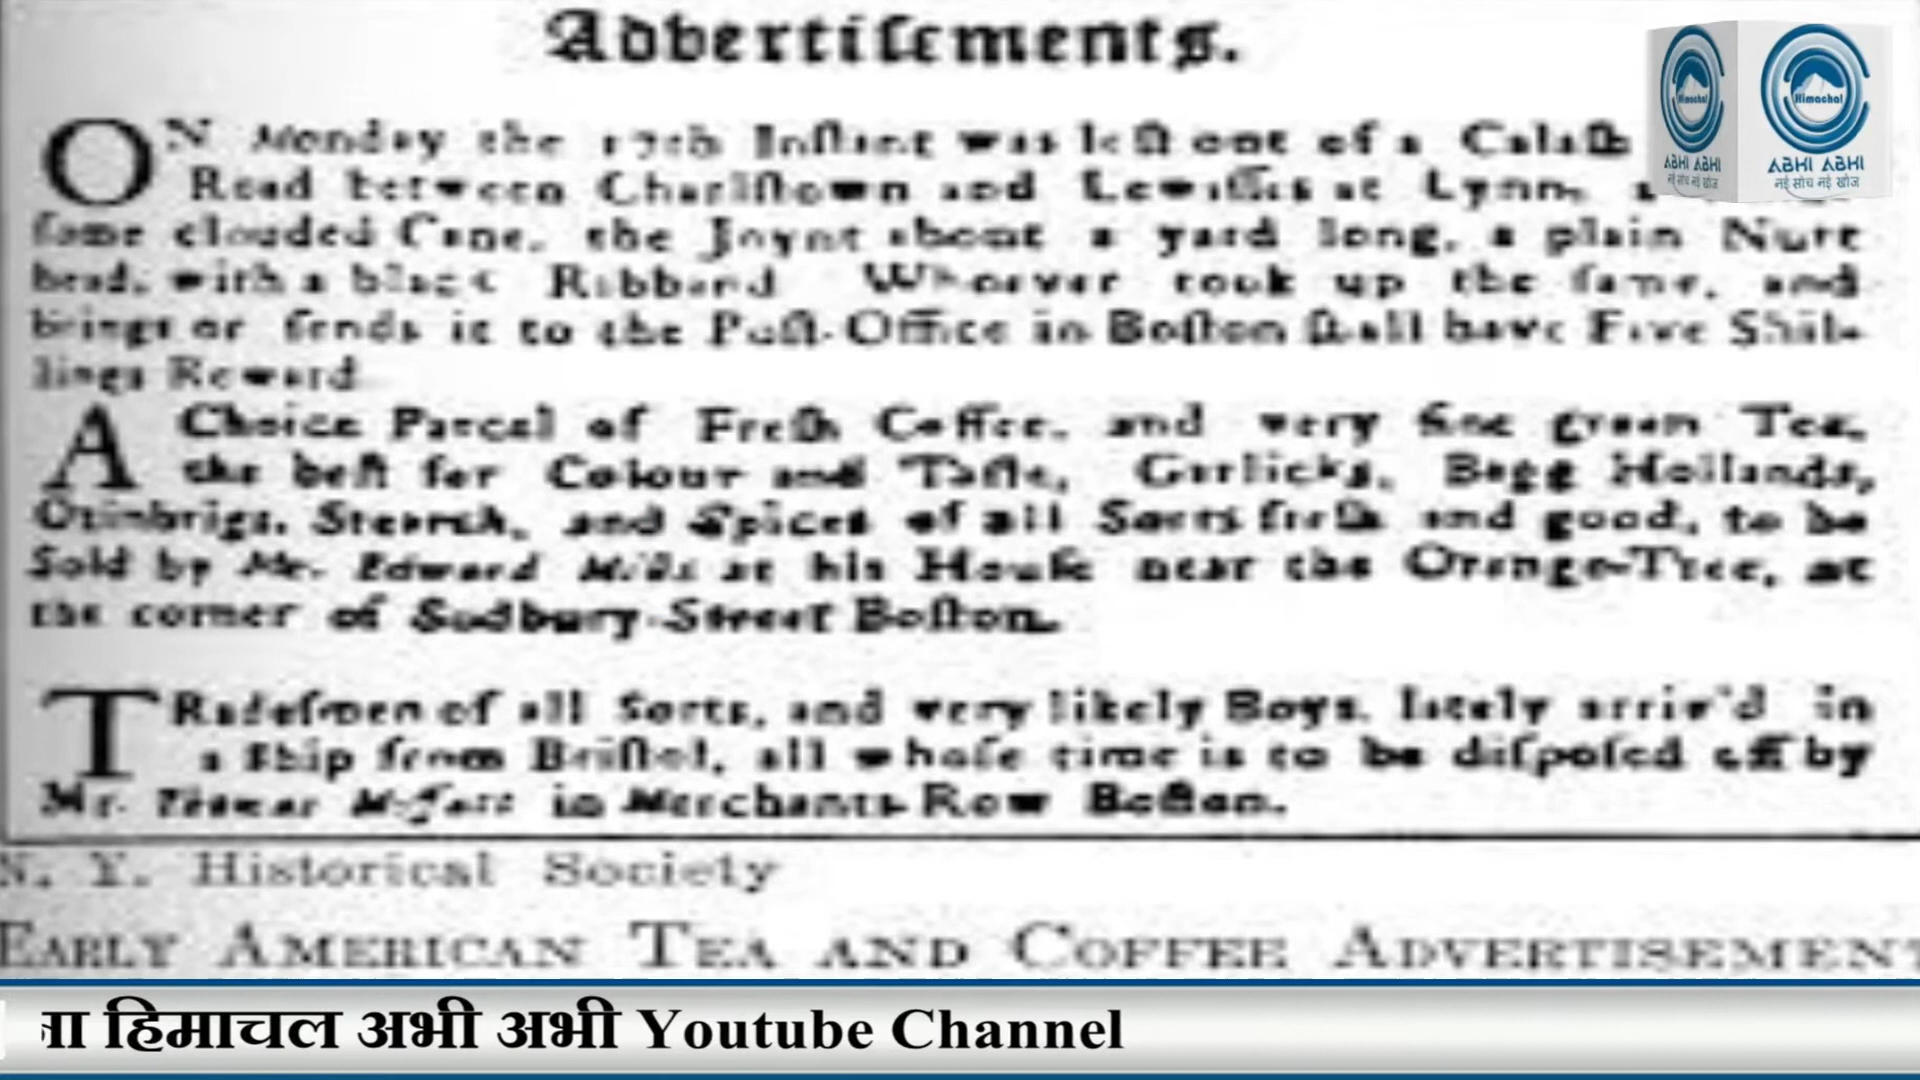 Advertiſements.
ON Monday the 17th Inſtant was left out of a Calaſh
Road between Charlſtown and Lewiſſes at Lynn, a
ſame clouded Cane, the Joynt about a yard long, a plain Nutt
head, with a black Ribband Whoever took up the ſame, and
brings or ſends it to the Poſt-Office in Boſton ſhall have Five Shil-
lings Reward
A Choice Parcel of Freſh Coffee, and very fine green Tea,
the beſt for Colour and Taſte, Garlicks, Bagg Hollands,
Ozinbrigs, Stearch, and Spices of all Sorts freſh and good, to be
Sold by Mr. Edward Mills at his Houſe near the Orange-Tree, at
the corner of Sudbury-Street Boſton.
TRadeſmen of all Sorts, and very likely Boys, lately arriv'd in
a Ship from Briſtol, all whoſe time is to be diſpoſed off by
Mr. in Merchants Row Boſton.
N. Y. Historical Society
EARLY AMERICAN TEA AND COFFEE ADVERTISEMENT
हिमाचल अभी अभी Youtube Channel
Himachal
ABHI ABHI
नई सोच नई खोज
Himachal
ABHI ABHI
नई सोच नई खोज